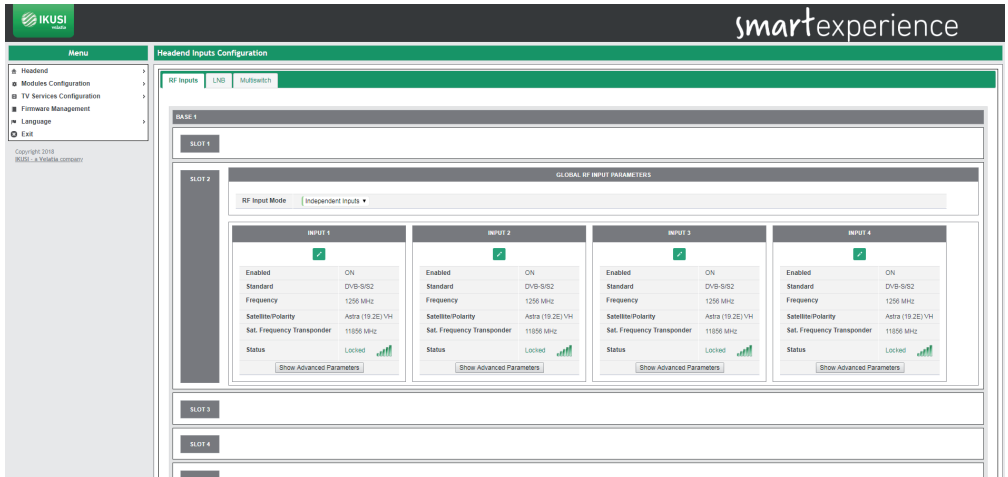 IKUSI
velatia
smartexperience
Menu
Headend
Modules Configuration
TV Services Configuration
Firmware Management
Language
Exit
Copyright 2018
IKUSI - a Velatia company
Headend Inputs Configuration
RF Inputs LNB Multiswitch
BASE 1
SLOT 1
SLOT 2
GLOBAL RF INPUT PARAMETERS
RF Input Mode Independent Inputs
INPUT 1
Enabled ON
Standard DVB-S/S2
Frequency 1256 MHz
Satellite/Polarity Astra (19.2E) VH
Sat. Frequency Transponder 11856 MHz
Status Locked
Show Advanced Parameters
INPUT 2
Enabled ON
Standard DVB-S/S2
Frequency 1256 MHz
Satellite/Polarity Astra (19.2E) VH
Sat. Frequency Transponder 11856 MHz
Status Locked
Show Advanced Parameters
INPUT 3
Enabled ON
Standard DVB-S/S2
Frequency 1256 MHz
Satellite/Polarity Astra (19.2E) VH
Sat. Frequency Transponder 11856 MHz
Status Locked
Show Advanced Parameters
INPUT 4
Enabled ON
Standard DVB-S/S2
Frequency 1256 MHz
Satellite/Polarity Astra (19.2E) VH
Sat. Frequency Transponder 11856 MHz
Status Locked
Show Advanced Parameters
SLOT 3
SLOT 4